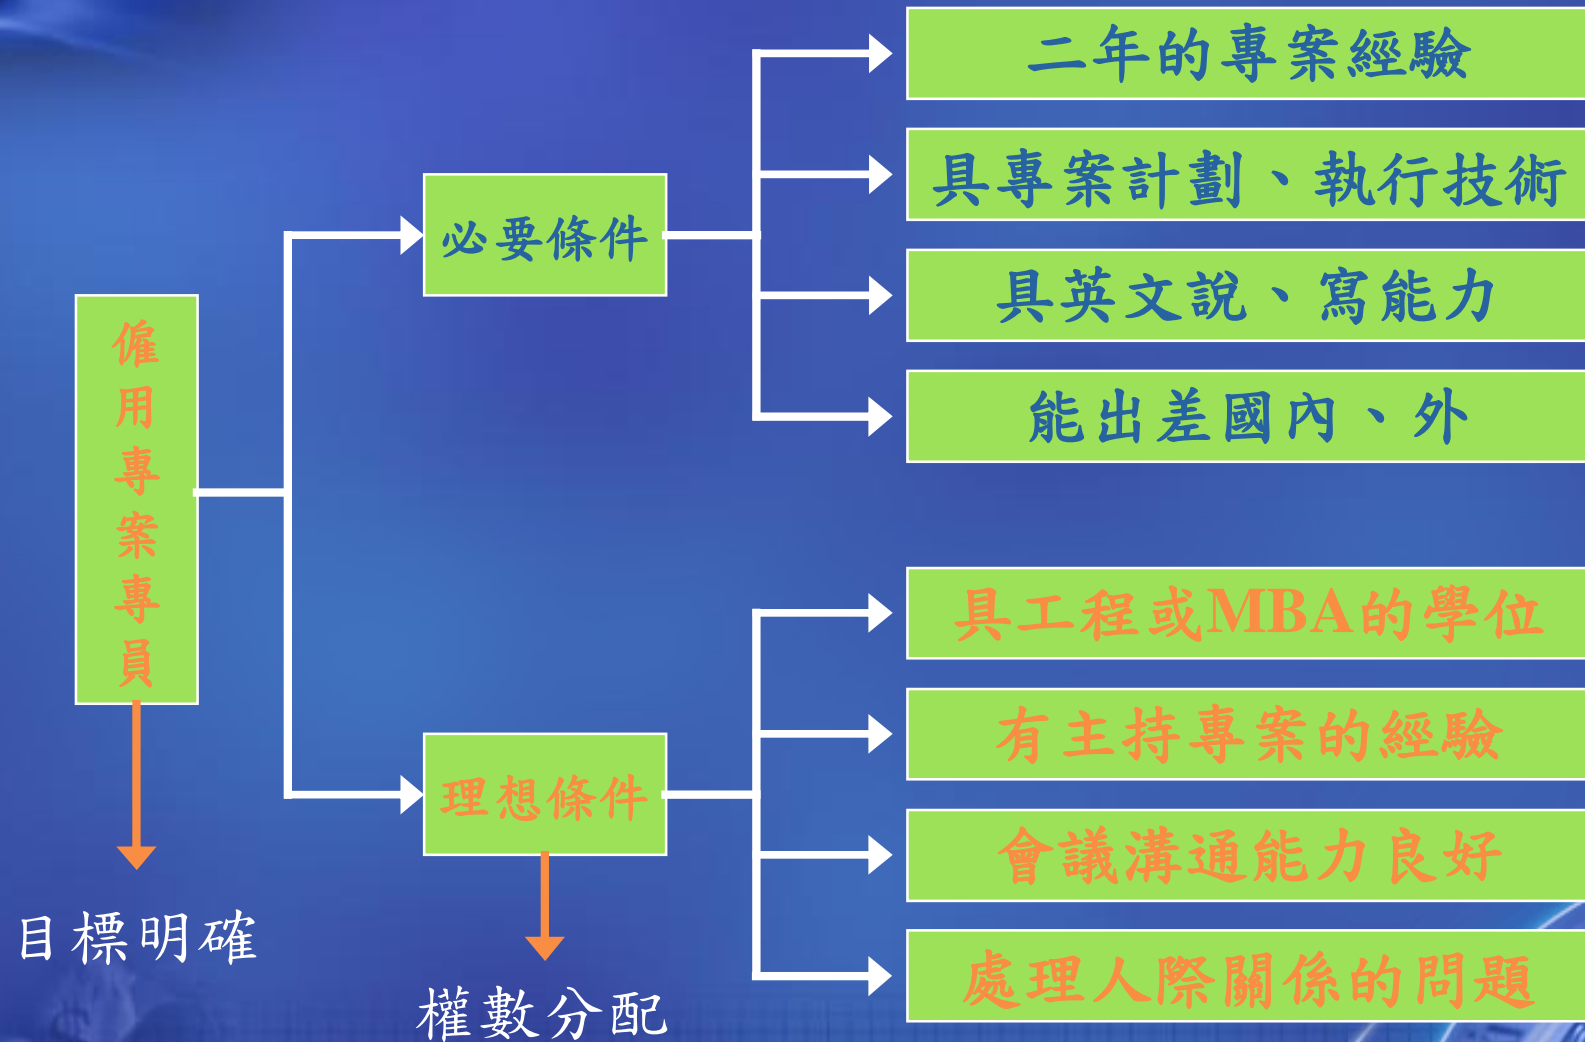 僱用專案專員
目標明確
必要條件
二年的專案經驗
具專案計劃、執行技術
具英文說、寫能力
能出差國內、外
理想條件
權數分配
具工程或MBA的學位
有主持專案的經驗
會議溝通能力良好
處理人際關係的問題